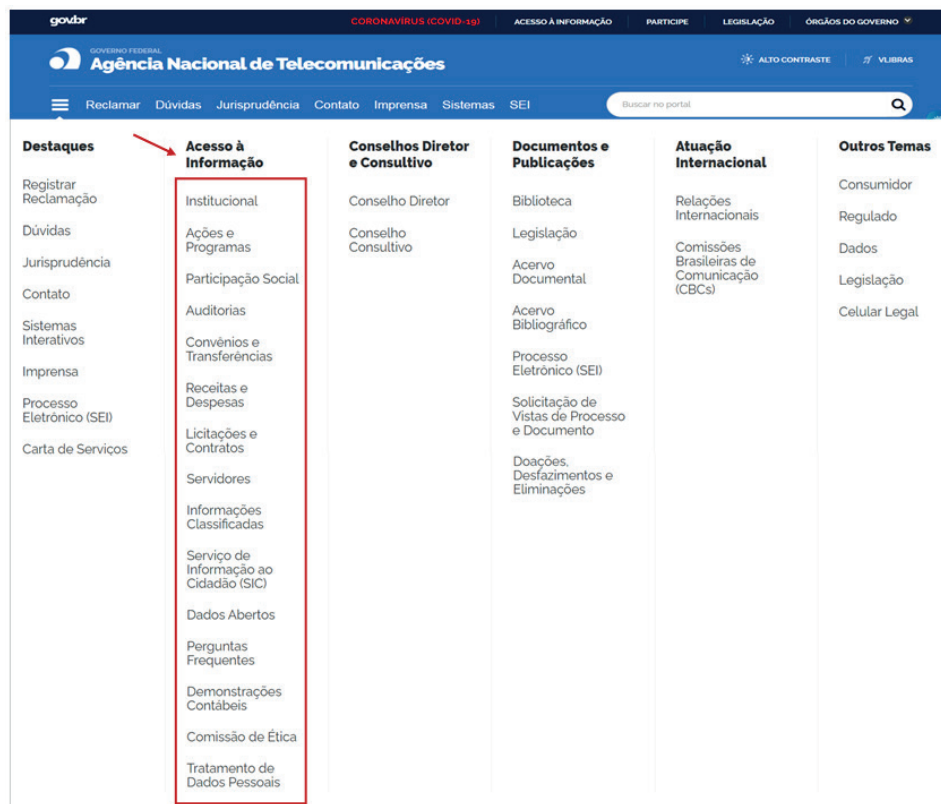 gov.br
CORONAVÍRUS (COVID-19)
ACESSO À INFORMAÇÃO
PARTICIPE
LEGISLAÇÃO
ÓRGÃOS DO GOVERNO
GOVERNO FEDERAL
Agência Nacional de Telecomunicações
ALTO CONTRASTE
VLIBRAS
Reclamar
Dúvidas
Jurisprudência
Contato
Imprensa
Sistemas
SEI
Buscar no portal
Destaques
Registrar
Reclamação
Dúvidas
Jurisprudência
Contato
Sistemas
Interativos
Imprensa
Processo
Eletrônico (SEI)
Carta de Serviços
Acesso à
Informação
Institucional
Ações e
Programas
Participação Social
Auditorias
Convênios e
Transferências
Receitas e
Despesas
Licitações e
Contratos
Servidores
Informações
Classificadas
Serviço de
Informação ao
Cidadão (SIC)
Dados Abertos
Perguntas
Frequentes
Demonstrações
Contábeis
Comissão de Ética
Tratamento de
Dados Pessoais
Conselhos Diretor
e Consultivo
Conselho Diretor
Conselho
Consultivo
Documentos e
Publicações
Biblioteca
Legislação
Acervo
Documental
Acervo
Bibliográfico
Processo
Eletrônico (SEI)
Solicitação de
Vistas de Processo
e Documento
Doações,
Desfazimentos e
Eliminações
Atuação
Internacional
Relações
Internacionais
Comissões
Brasileiras de
Comunicação
(CBCs)
Outros Temas
Consumidor
Regulado
Dados
Legislação
Celular Legal